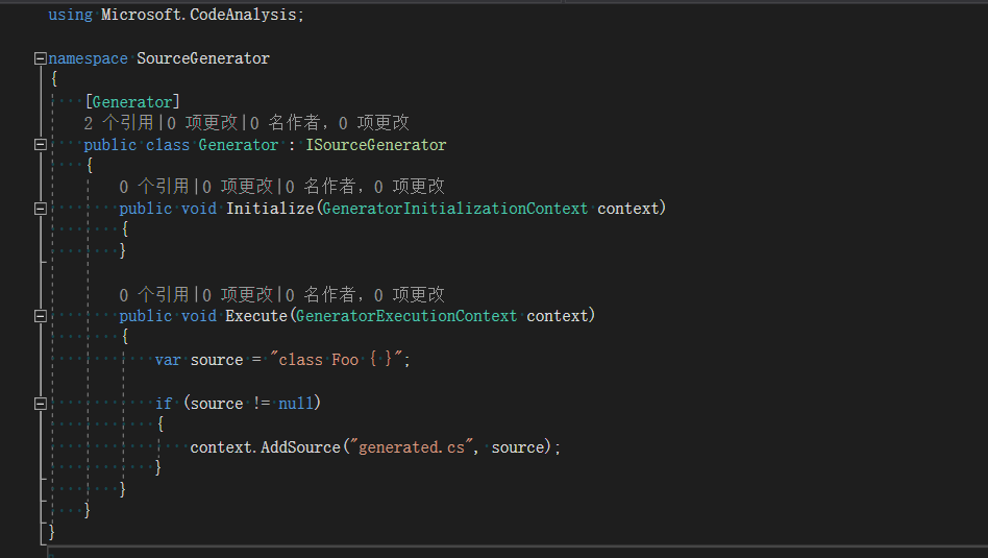 using Microsoft.CodeAnalysis;
namespace SourceGenerator
{
[Generator]
2 个引用|0 项更改|0 名作者，0 项更改
public class Generator : ISourceGenerator
{
0 个引用|0 项更改|0 名作者，0 项更改
public void Initialize(GeneratorInitializationContext context)
{
}
0 个引用|0 项更改|0 名作者，0 项更改
public void Execute(GeneratorExecutionContext context)
{
var source = "class Foo { }";
if (source != null)
{
context.AddSource("generated.cs", source);
}
}
}
}